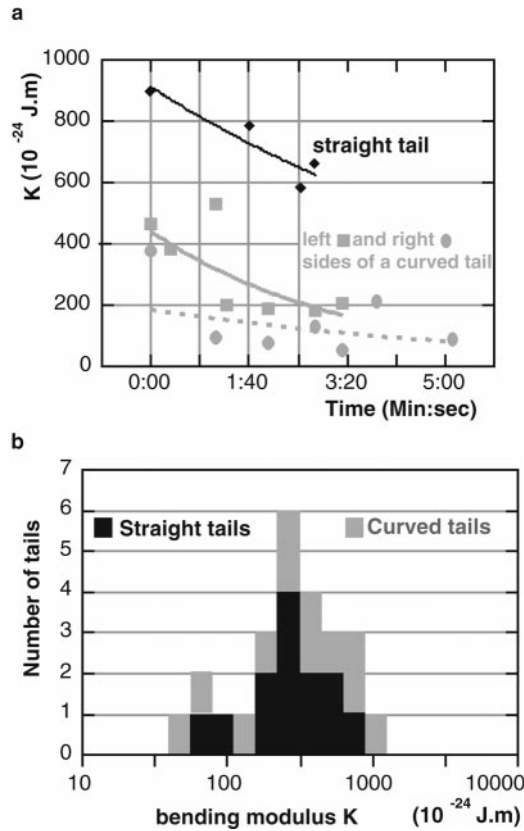 a
K (10 -24 J.m)
1000
800
600
400
200
0
straight tail
left and right
sides of a curved tail
0:00 1:40 3:20 5:00
Time (Min:sec)
b
Number of tails
7
6
5
4
3
2
1
0
Straight tails Curved tails
10 100 1000 10000
bending modulus K (10 -24 J.m)